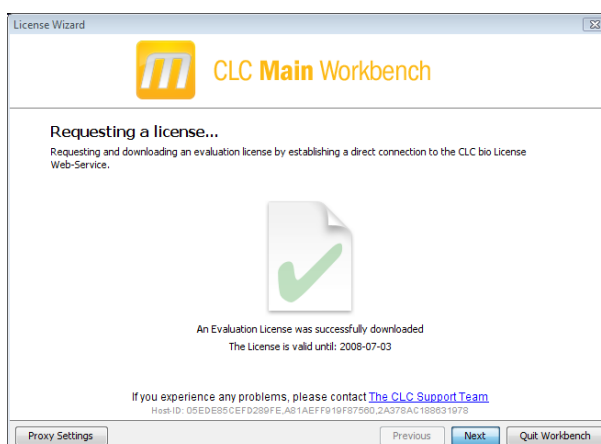 License Wizard
CLC Main Workbench
Requesting a license...
Requesting and downloading an evaluation license by establishing a direct connection to the CLC bio License
Web-Service.
An Evaluation License was successfully downloaded
The License is valid until: 2008-07-03
If you experience any problems, please contact The CLC Support Team
Host-ID: 05EDE85CEFD289FE,A81AEFF919F87560,2A378AC188631978
Proxy Settings Previous Next Quit Workbench